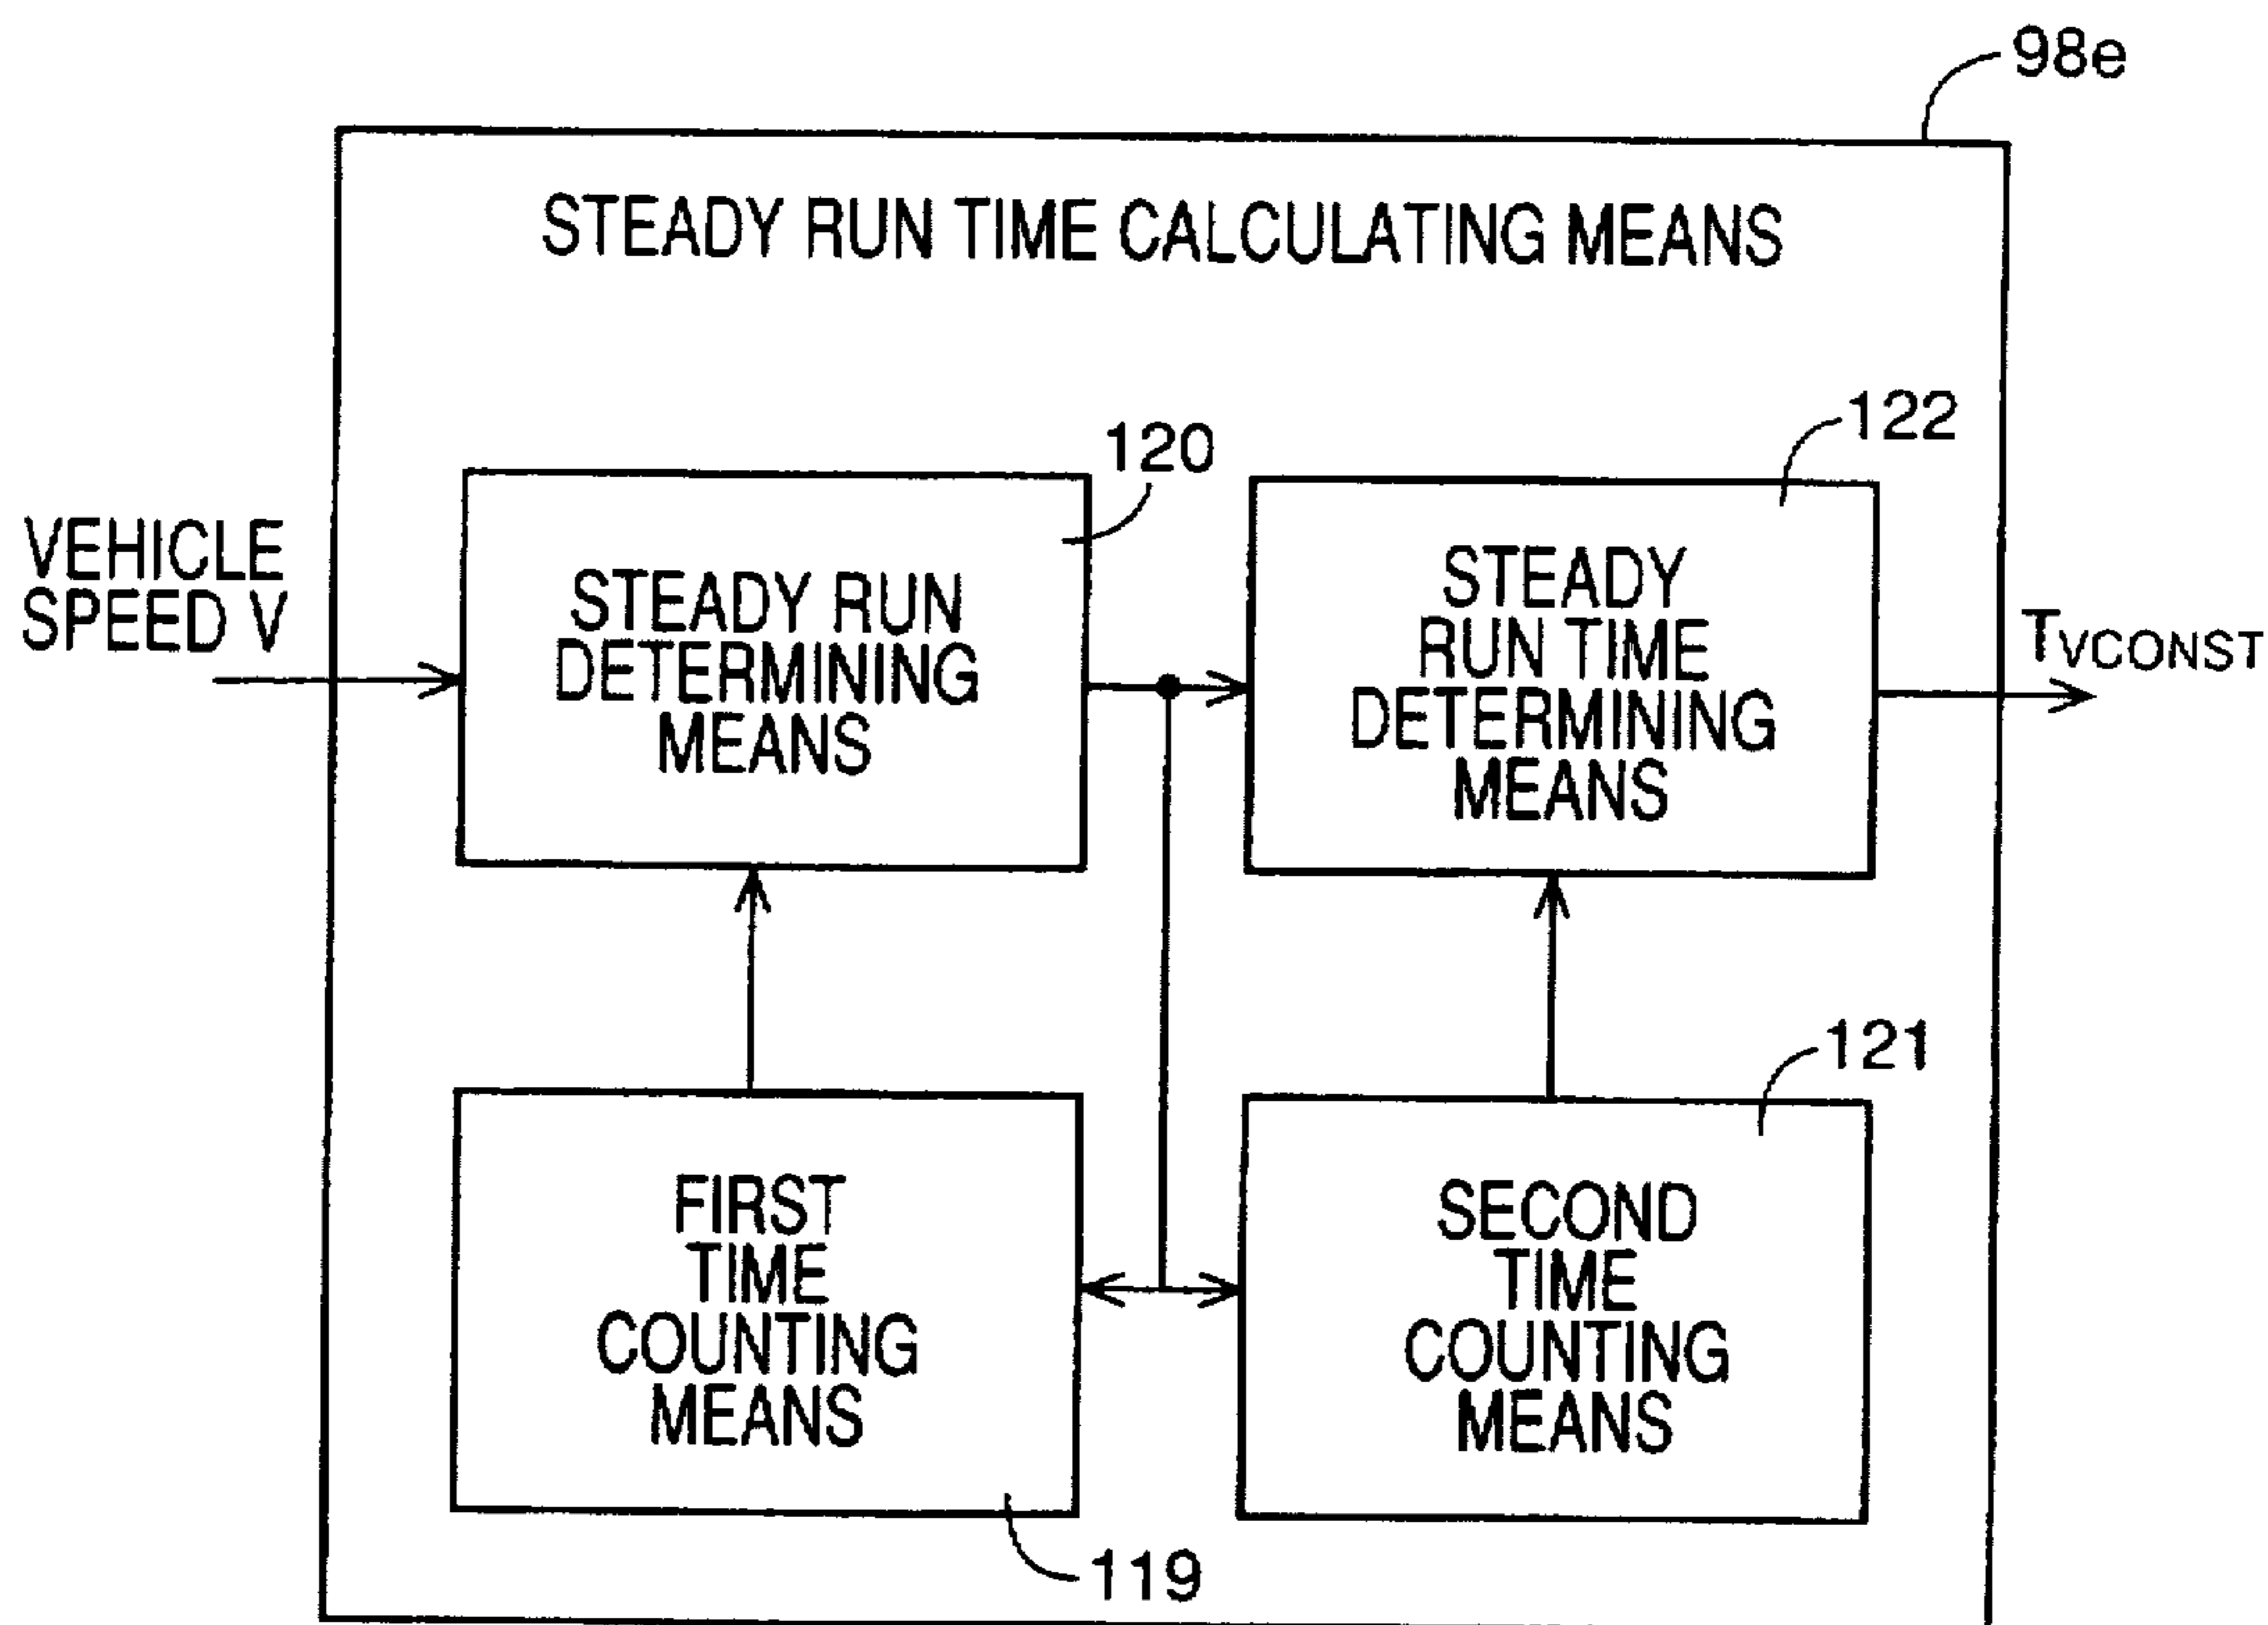 98e
STEADY RUN TIME CALCULATING MEANS
120
122
VEHICLE
SPEED V
STEADY RUN
DETERMINING
MEANS
STEADY
RUN TIME
DETERMINING
MEANS
TVCONST
121
FIRST
TIME
COUNTING
MEANS
SECOND
TIME
COUNTING
MEANS
119